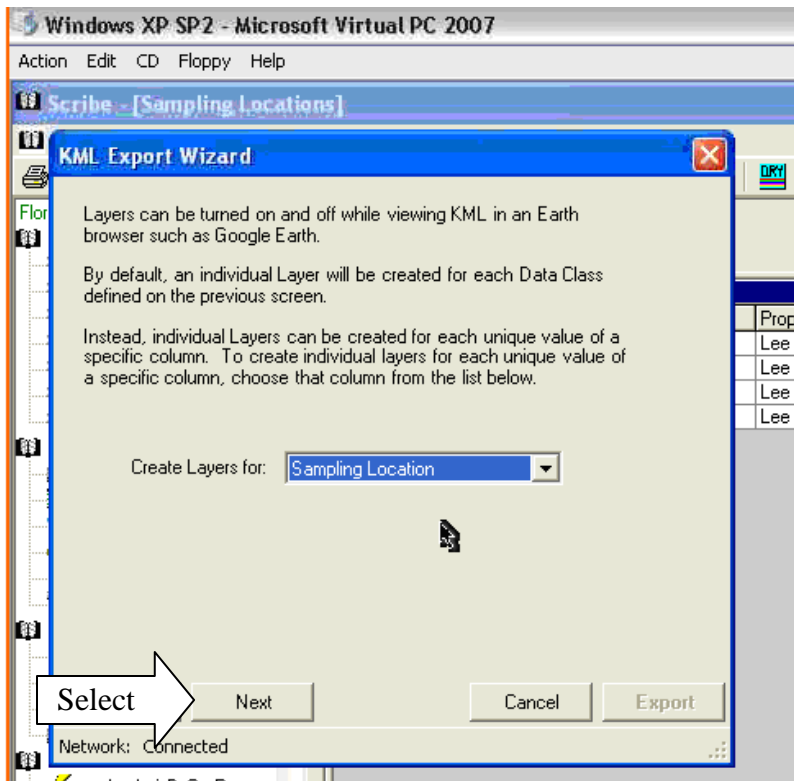 Windows XP SP2 - Microsoft Virtual PC 2007
Action Edit CD Floppy Help
Scribe - [Sampling Locations]
KML Export Wizard
DRY
Flor
Layers can be turned on and off while viewing KML in an Earth
browser such as Google Earth.
By default, an individual Layer will be created for each Data Class
defined on the previous screen.
Instead, individual Layers can be created for each unique value of a
specific column. To create individual layers for each unique value of
a specific column, choose that column from the list below.
Prop
Lee
Lee
Lee
Lee
Create Layers for: Sampling Location
Select
Next Cancel Export
Network: Connected